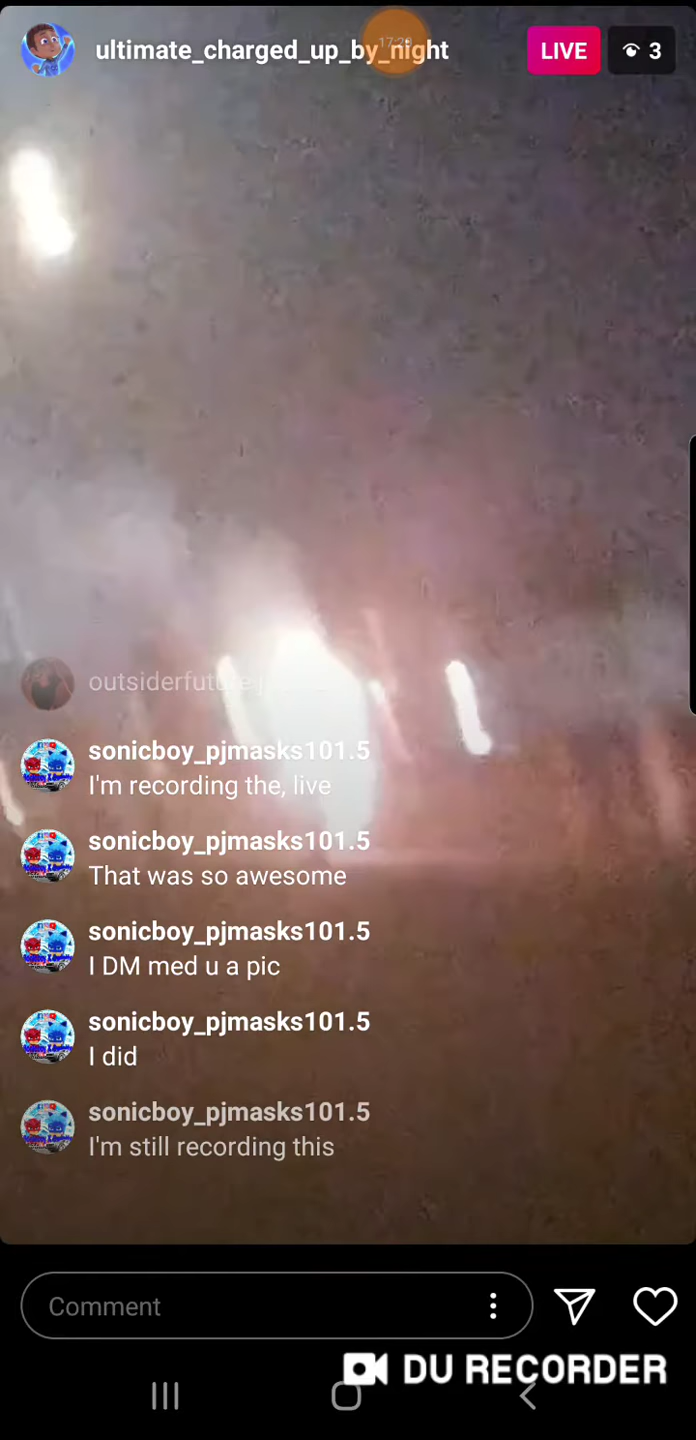 ultimate_charged_up_by_night
LIVE
3
sonicboy_pjmasks101.5
I'm recording the, live
sonicboy_pjmasks101.5
That was so awesome
sonicboy_pjmasks101.5
I DM med u a pic
sonicboy_pjmasks101.5
I did
sonicboy_pjmasks101.5
I'm still recording this
Comment
DU RECORDER